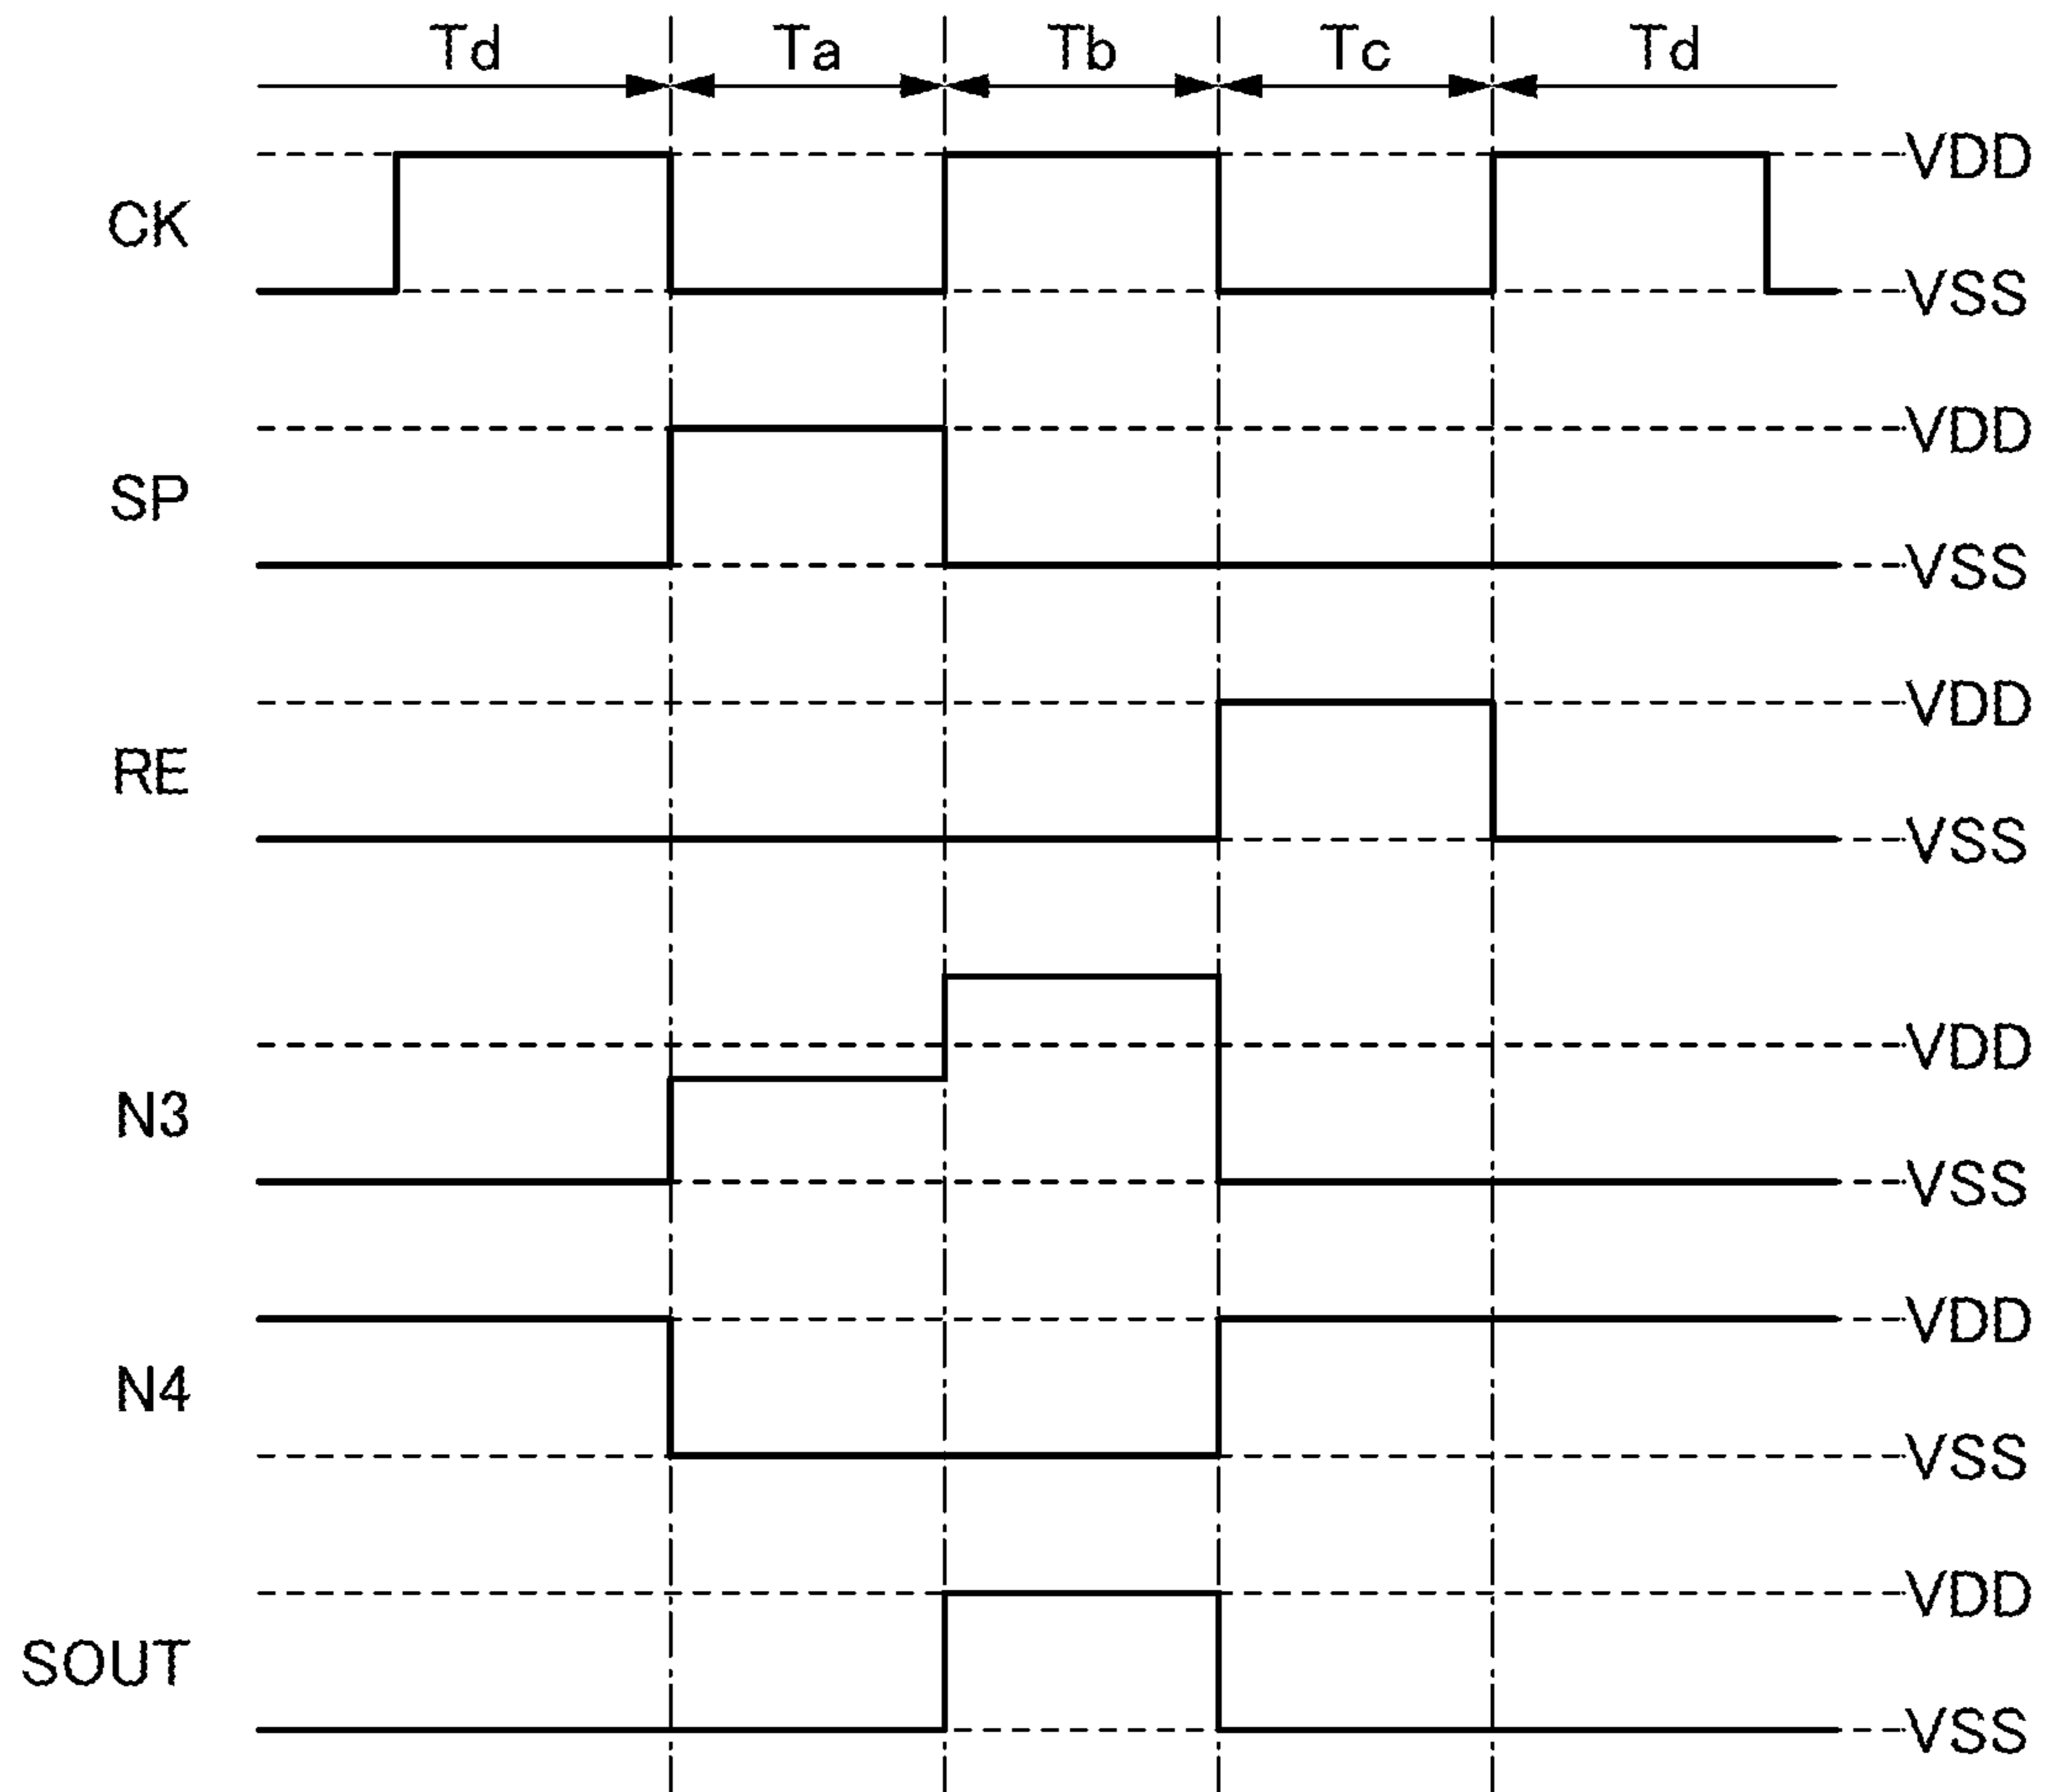 Td Ta Tb Tc Td
VDD
CK
VSS
VDD
SP
VSS
VDD
RE
VSS
VDD
N3
VSS
VDD
N4
VSS
VDD
SOUT
VSS